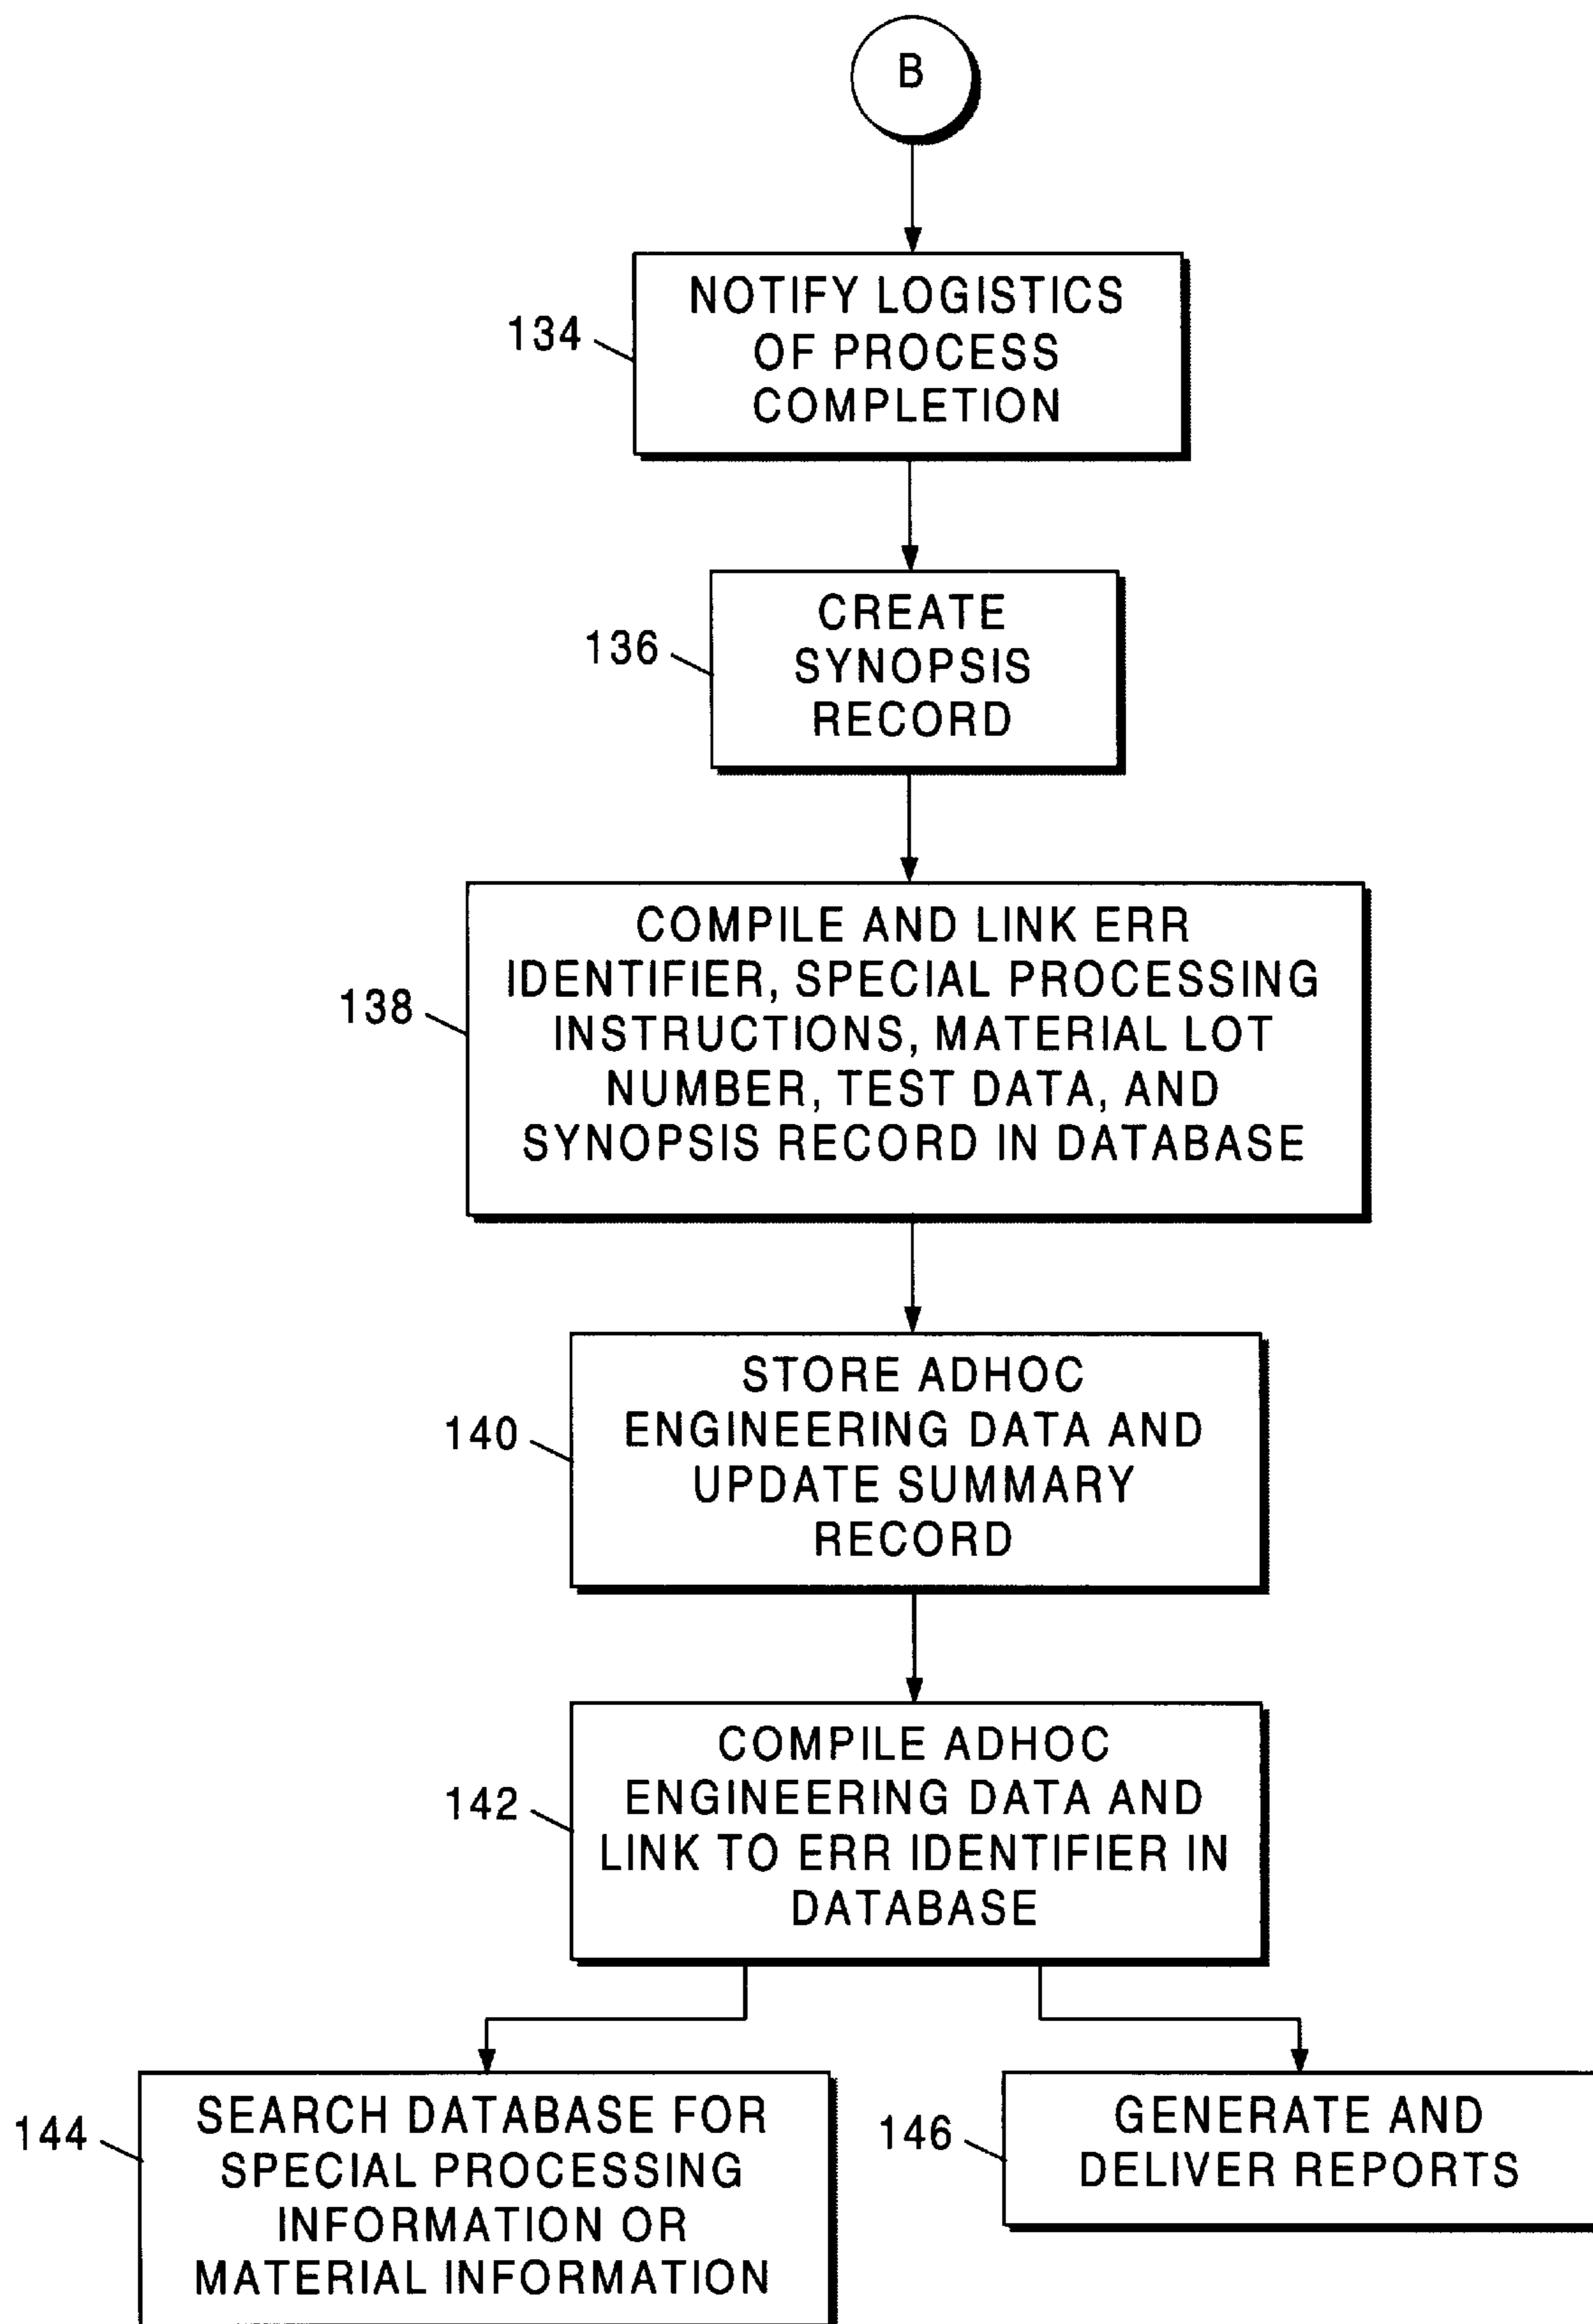 B
134
NOTIFY LOGISTICS
OF PROCESS
COMPLETION
136
CREATE
SYNOPSIS
RECORD
138
COMPILE AND LINK ERR
IDENTIFIER, SPECIAL PROCESSING
INSTRUCTIONS, MATERIAL LOT
NUMBER, TEST DATA, AND
SYNOPSIS RECORD IN DATABASE
140
STORE ADHOC
ENGINEERING DATA AND
UPDATE SUMMARY
RECORD
142
COMPILE ADHOC
ENGINEERING DATA AND
LINK TO ERR IDENTIFIER IN
DATABASE
144
SEARCH DATABASE FOR
SPECIAL PROCESSING
INFORMATION OR
MATERIAL INFORMATION
146
GENERATE AND
DELIVER REPORTS